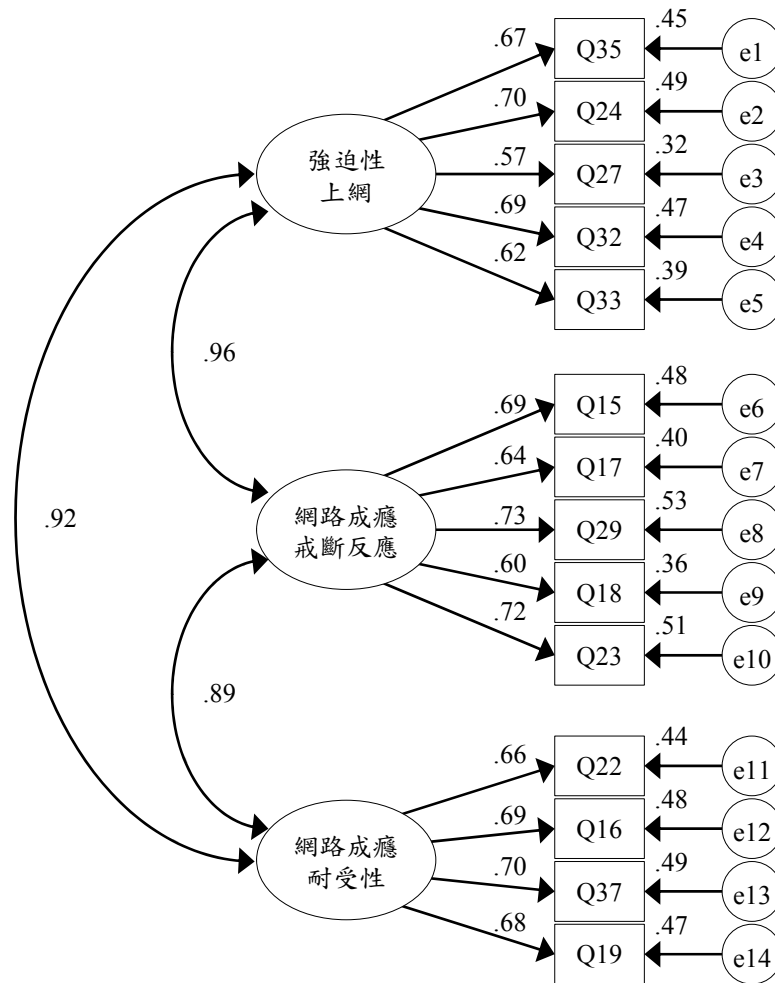 .67
Q35
.45
e1
.70
Q24
.49
e2
強迫性
上網
.57
Q27
.32
e3
.69
Q32
.47
e4
.62
Q33
.39
e5
.96
.69
Q15
.48
e6
.64
Q17
.40
e7
.92
網路成癮
戒斷反應
.73
Q29
.53
e8
.60
Q18
.36
e9
.72
Q23
.51
e10
.89
.66
Q22
.44
e11
.69
Q16
.48
e12
網路成癮
耐受性
.70
Q37
.49
e13
.68
Q19
.47
e14